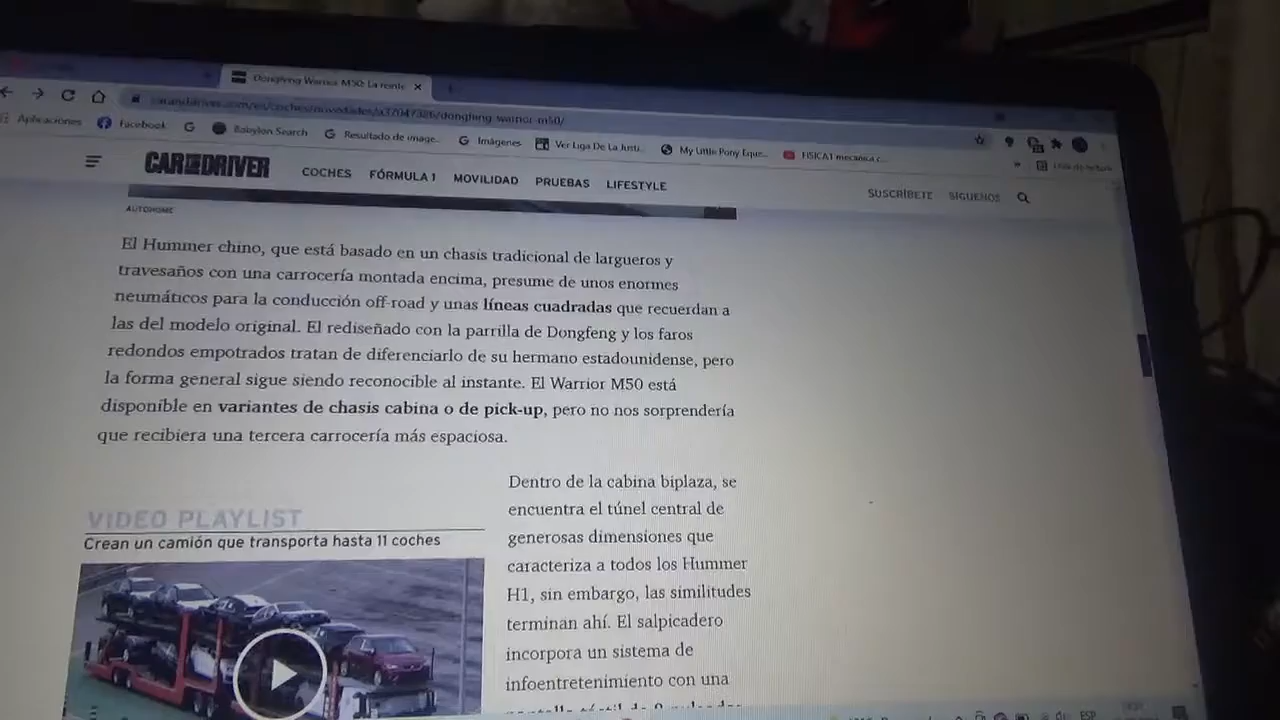 Dongfeng Warrior M50: La
caranddriver.com/es/coches/novedades/a37047386/dongfeng-warrior-m50/
Aplicaciones Facebook Babylon Search Resultado de image... Imágenes Ver Liga De La Justi... My Little Pony Eque... FISICA1 mecanica c...
» Lista de lectura
CAR AND DRIVER COCHES FÓRMULA 1 MOVILIDAD PRUEBAS LIFESTYLE SUSCRÍBETE SÍGUENOS
AUTOHOME
El Hummer chino, que está basado en un chasis tradicional de largueros y
travesaños con una carrocería montada encima, presume de unos enormes
neumáticos para la conducción off-road y unas líneas cuadradas que recuerdan a
las del modelo original. El rediseñado con la parrilla de Dongfeng y los faros
redondos empotrados tratan de diferenciarlo de su hermano estadounidense, pero
la forma general sigue siendo reconocible al instante. El Warrior M50 está
disponible en variantes de chasis cabina o de pick-up, pero no nos sorprendería
que recibiera una tercera carrocería más espaciosa.
VIDEO PLAYLIST
Crean un camión que transporta hasta 11 coches
Dentro de la cabina biplaza, se
encuentra el túnel central de
generosas dimensiones que
caracteriza a todos los Hummer
H1, sin embargo, las similitudes
terminan ahí. El salpicadero
incorpora un sistema de
infoentretenimiento con una
ESP